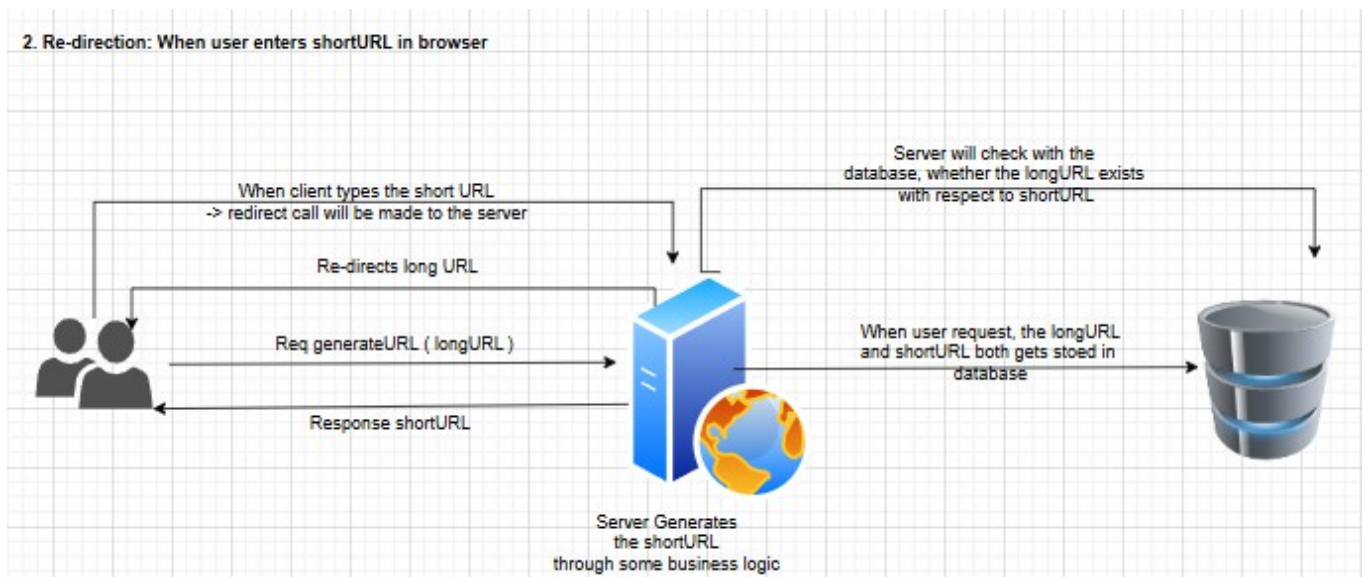 2. Re-direction: When user enters shortURL in browser
Server will check with the
database, whether the longURL exists
with respect to shortURL
When client types the short URL
-> redirect call will be made to the server
Re-directs long URL
Req generateURL ( longURL )
When user request, the longURL
and shortURL both gets stoed in
database
Response shortURL
Server Generates
the shortURL
through some business logic